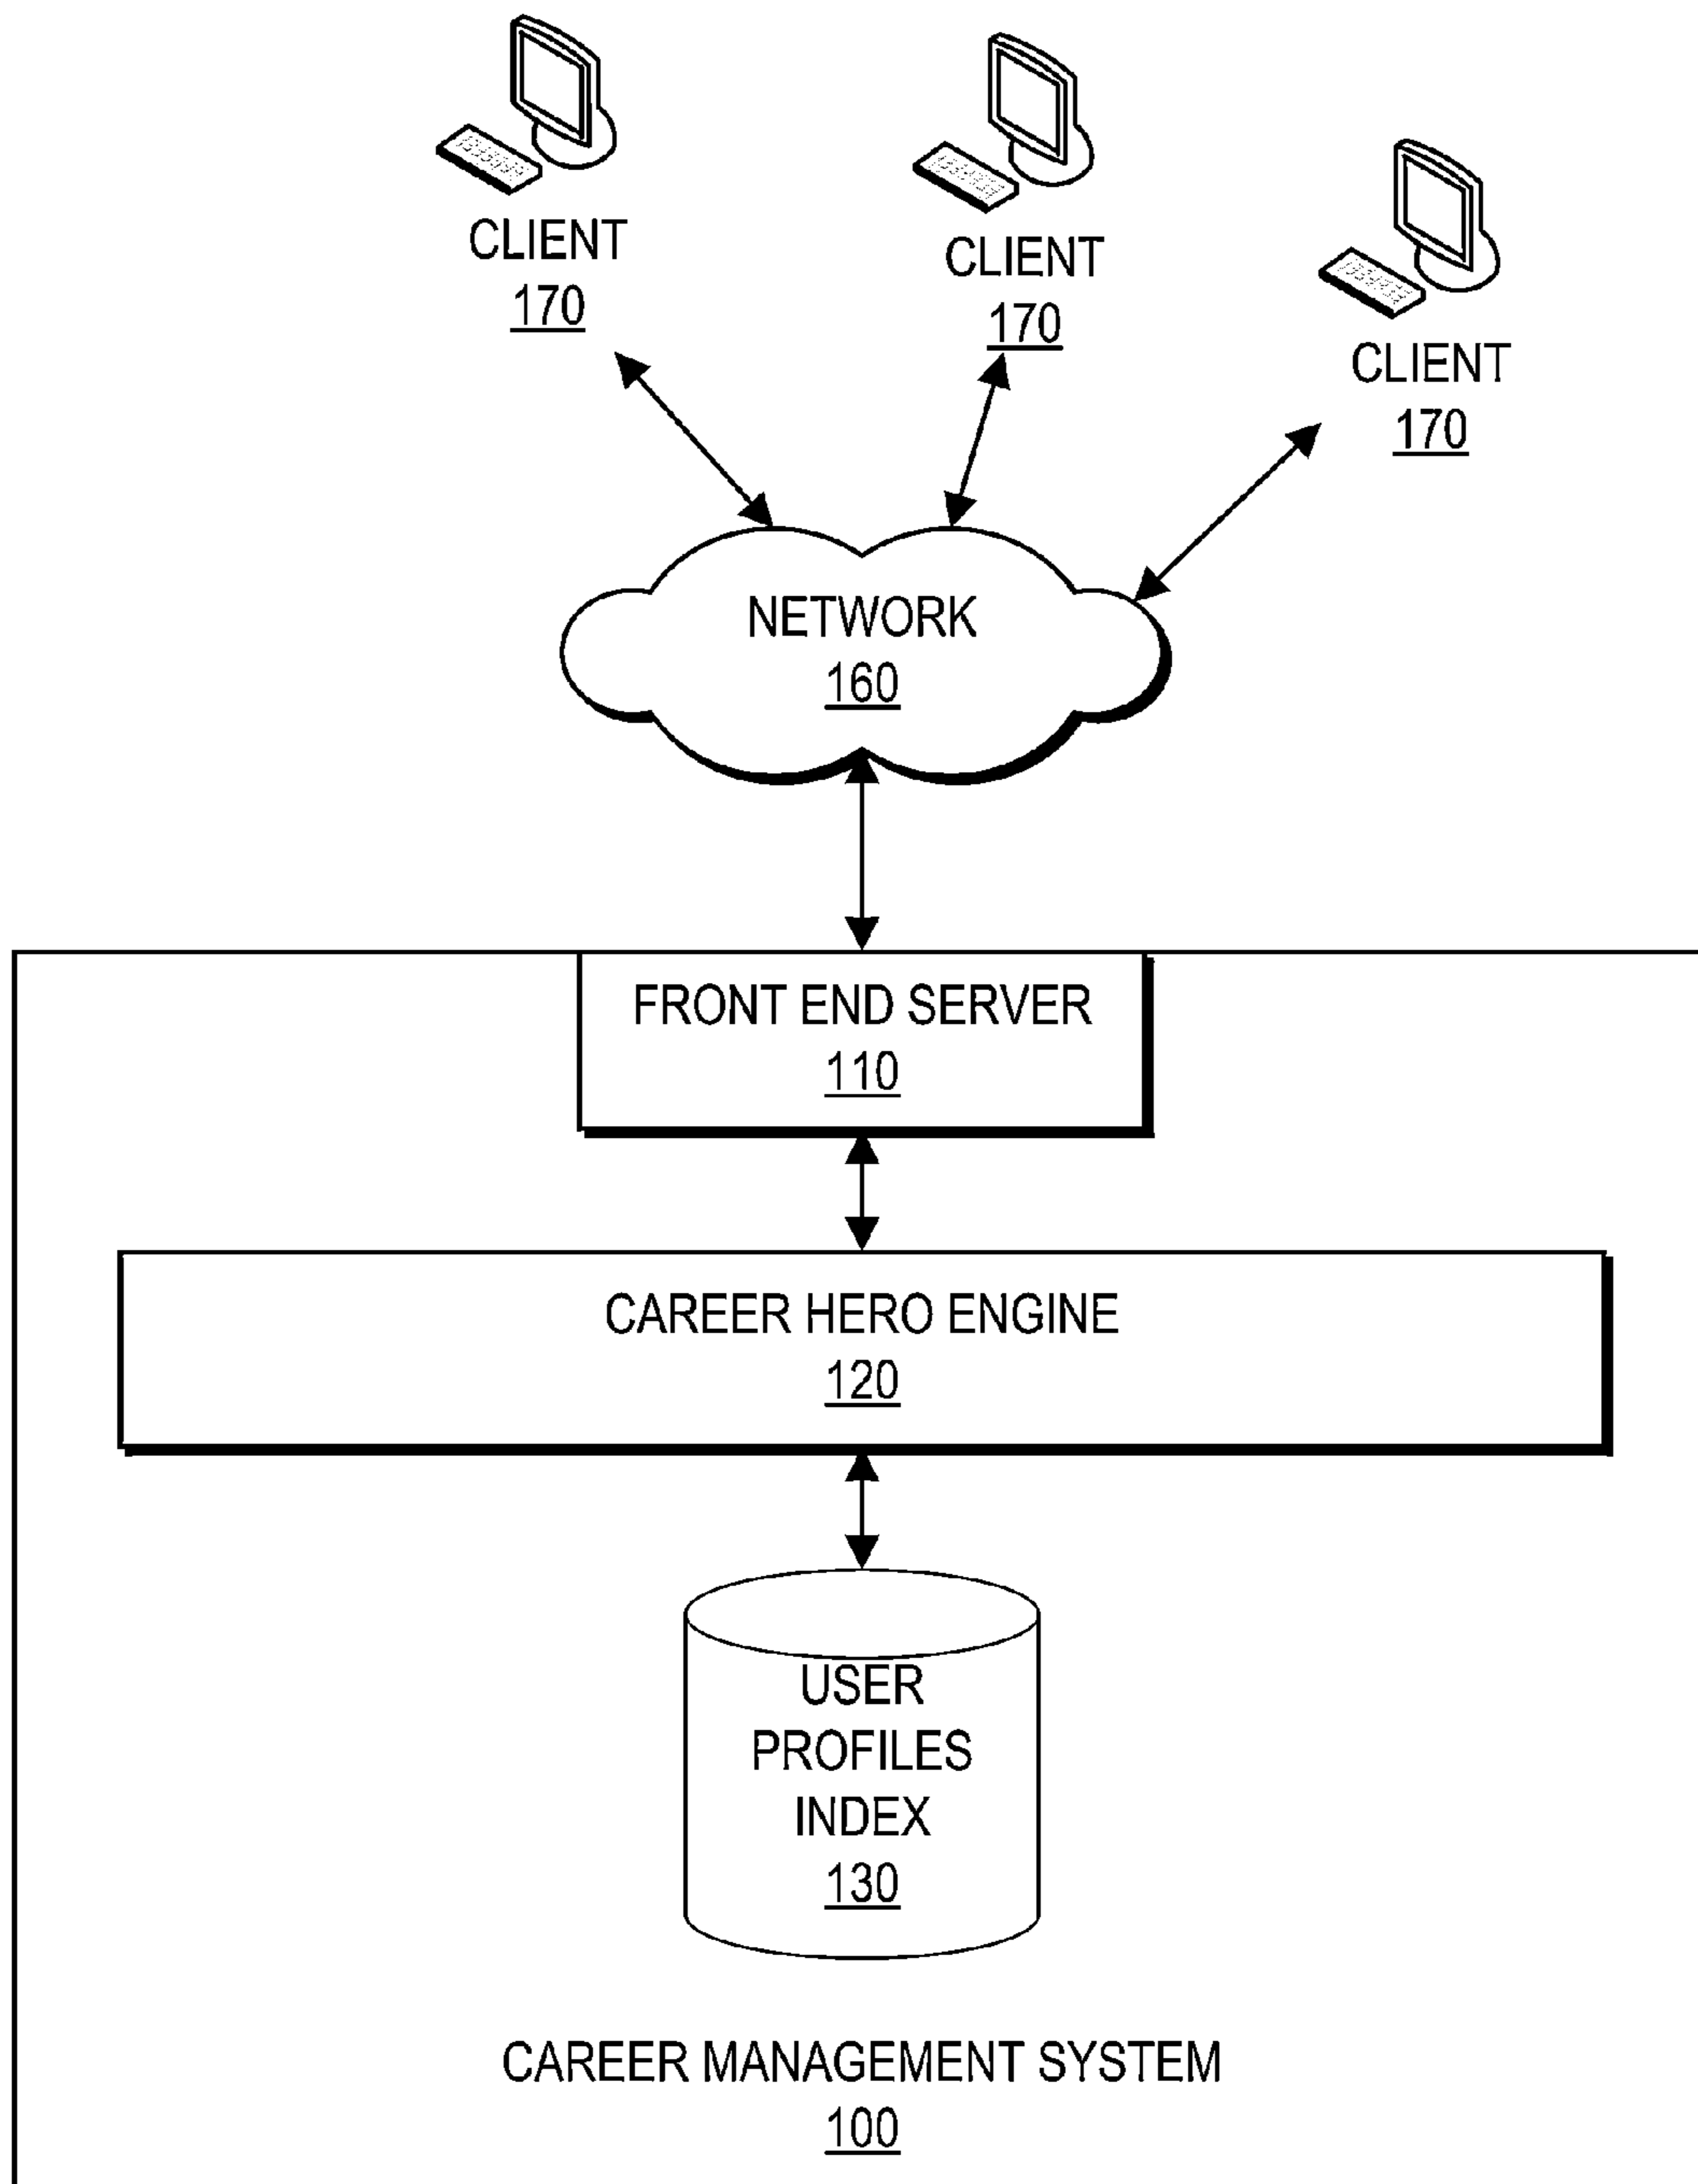 CLIENT
170
CLIENT
170
CLIENT
170
NETWORK
160
FRONT END SERVER
110
CAREER HERO ENGINE
120
USER
PROFILES
INDEX
130
CAREER MANAGEMENT SYSTEM
100